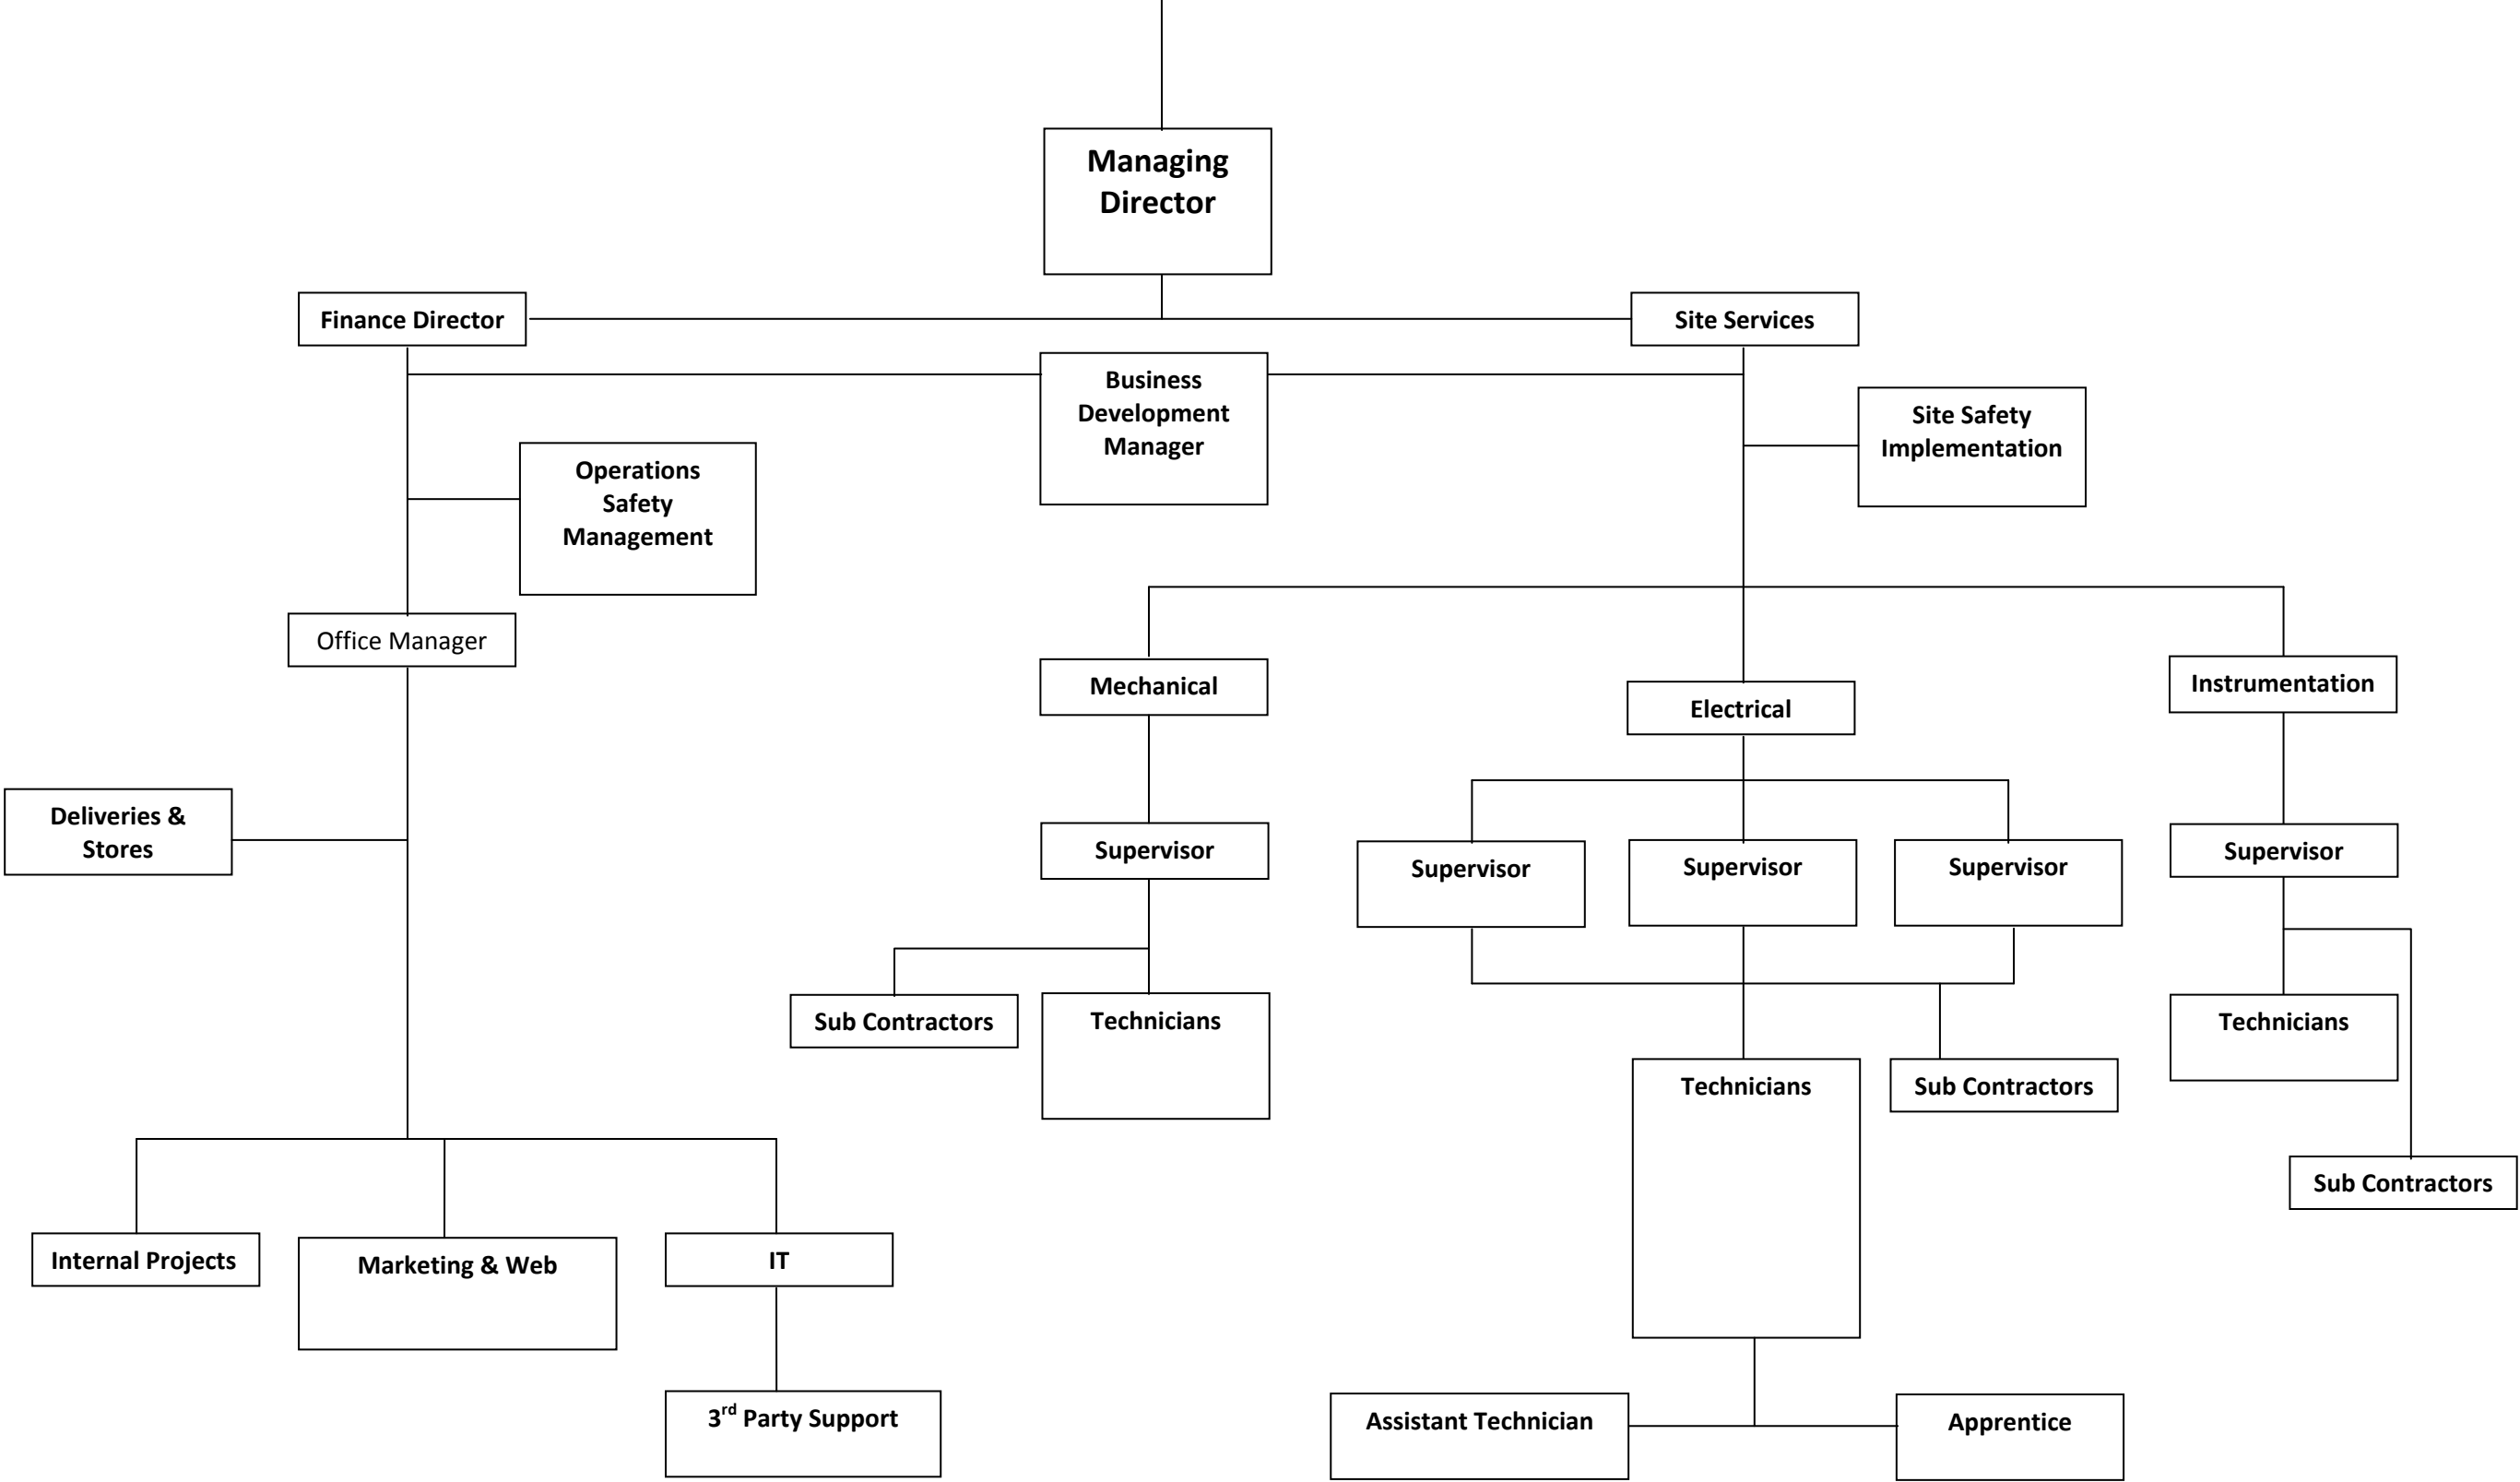 Managing
Director
Finance Director
Site Services
Business
Development
Manager
Site Safety
Implementation
Operations
Safety
Management
Office Manager
Mechanical
Electrical
Instrumentation
Deliveries &
Stores
Supervisor
Supervisor
Supervisor
Supervisor
Supervisor
Sub Contractors
Technicians
Technicians
Sub Contractors
Technicians
Sub Contractors
Internal Projects
Marketing & Web
IT
3rd Party Support
Assistant Technician
Apprentice